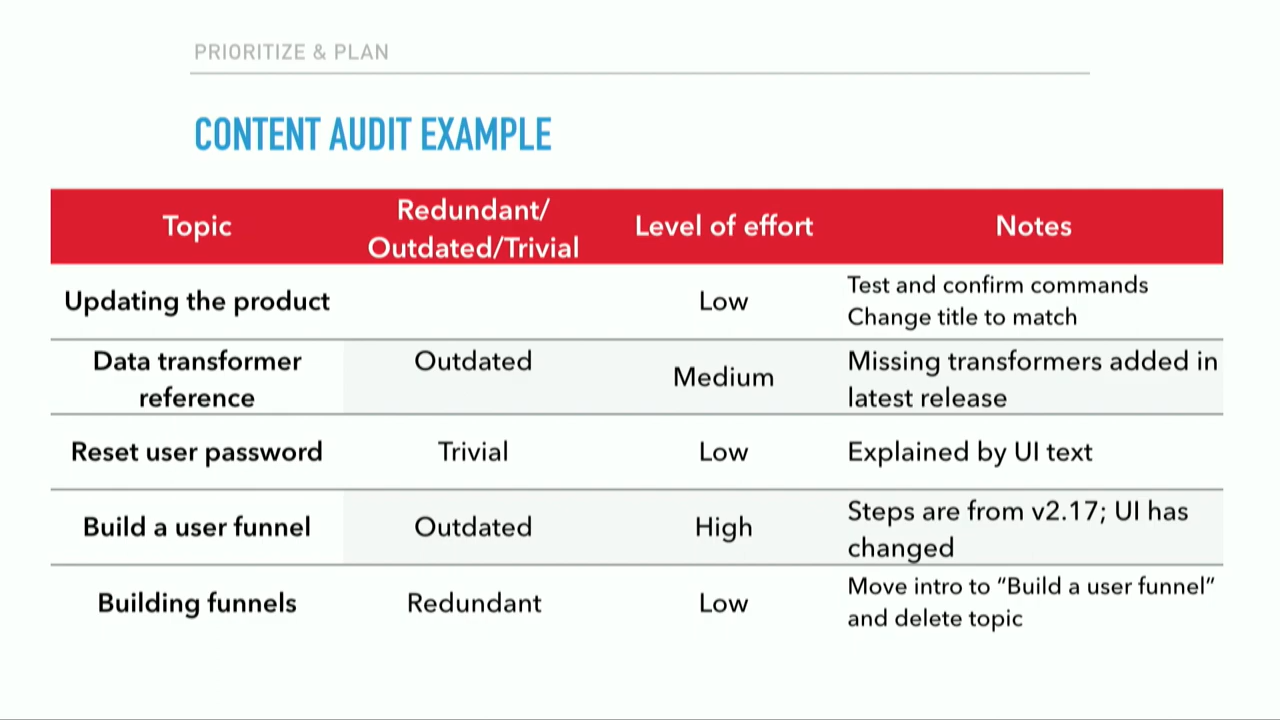 PRIORITIZE & PLAN
CONTENT AUDIT EXAMPLE
Topic
Redundant/
Outdated/Trivial
Level of effort
Notes
Updating the product
Low
Test and confirm commands
Change title to match
Data transformer
reference
Outdated
Medium
Missing transformers added in
latest release
Reset user password
Trivial
Low
Explained by UI text
Build a user funnel
Outdated
High
Steps are from v2.17; UI has
changed
Building funnels
Redundant
Low
Move intro to “Build a user funnel”
and delete topic